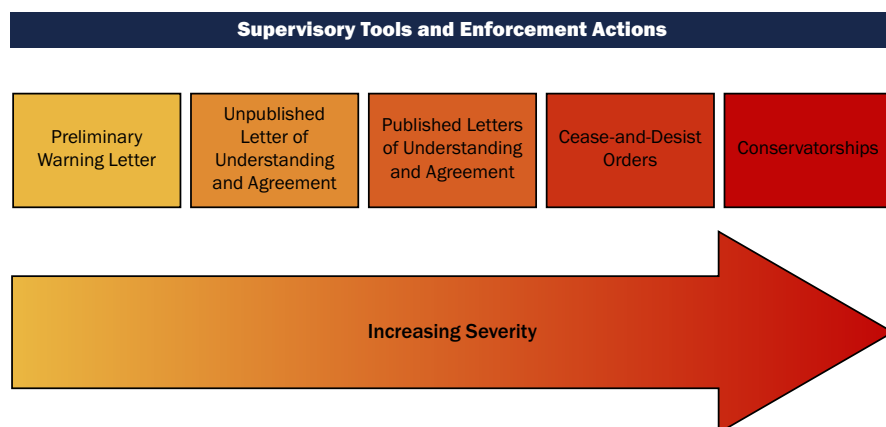 Supervisory Tools and Enforcement Actions
Preliminary
Warning Letter
Unpublished
Letter of
Understanding
and Agreement
Published Letters
of Understanding
and Agreement
Cease-and-Desist
Orders
Conservatorships
Increasing Severity